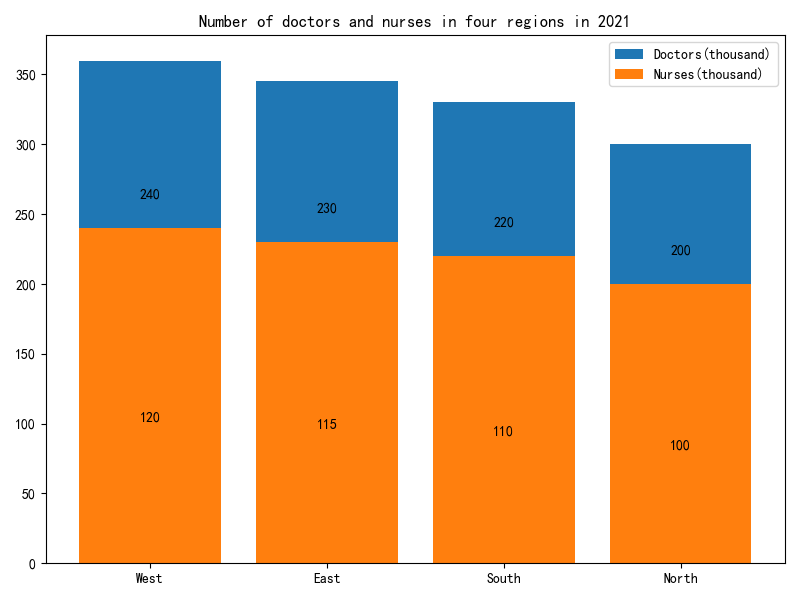 Number of doctors and nurses in four regions in 2021
Doctors(thousand)
Nurses(thousand)
350
300
250
200
150
100
50
0
240
230
220
200
120
115
110
100
West
East
South
North